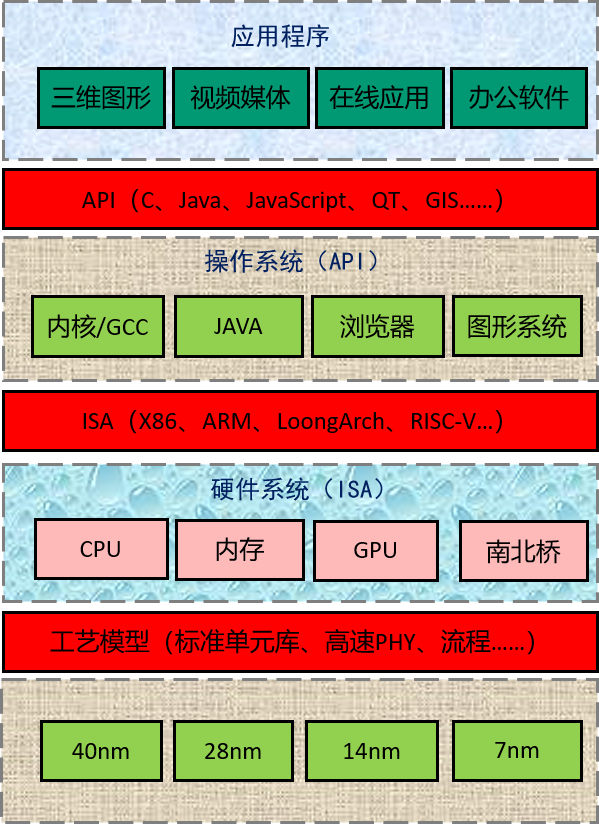 应用程序
三维图形 视频媒体 在线应用 办公软件
API（C、Java、JavaScript、QT、GIS……）
操作系统（API）
内核/GCC JAVA 浏览器 图形系统
ISA（X86、ARM、LoongArch、RISC-V…）
硬件系统（ISA）
CPU 内存 GPU 南北桥
工艺模型（标准单元库、高速PHY、流程……）
40nm 28nm 14nm 7nm